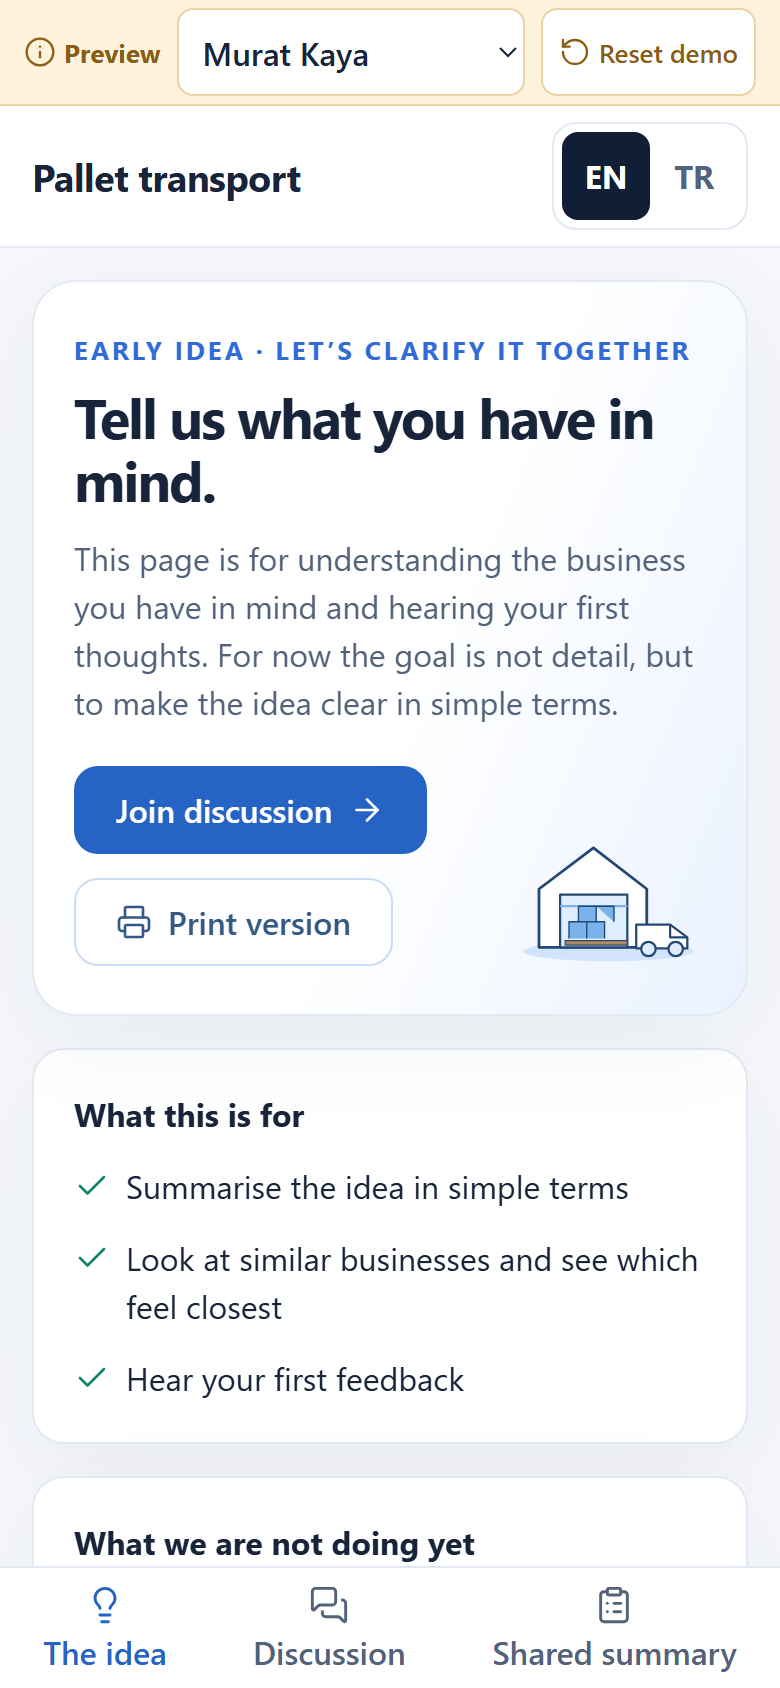 Preview
Murat Kaya
Reset demo
Pallet transport
EN
TR
EARLY IDEA · LET’S CLARIFY IT TOGETHER
Tell us what you have in
mind.
This page is for understanding the business
you have in mind and hearing your first
thoughts. For now the goal is not detail, but
to make the idea clear in simple terms.
Join discussion
Print version
What this is for
Summarise the idea in simple terms
Look at similar businesses and see which
feel closest
Hear your first feedback
What we are not doing yet
The idea
Discussion
Shared summary